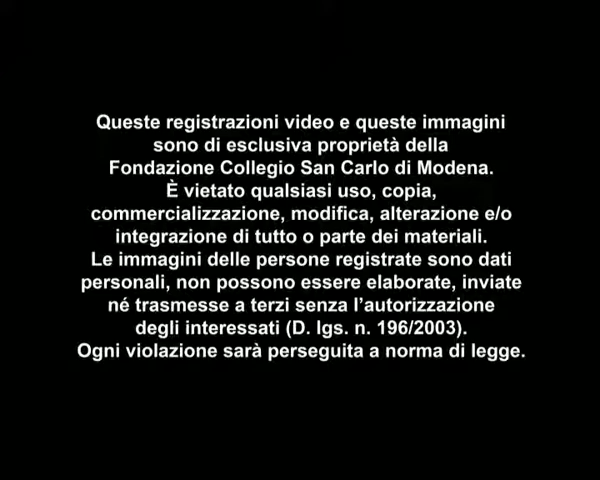 Queste registrazioni video e queste immagini
sono di esclusiva proprietà della
Fondazione Collegio San Carlo di Modena.
È vietato qualsiasi uso, copia,
commercializzazione, modifica, alterazione e/o
integrazione di tutto o parte dei materiali.
Le immagini delle persone registrate sono dati
personali, non possono essere elaborate, inviate
né trasmesse a terzi senza l'autorizzazione
degli interessati (D. lgs. n. 196/2003).
Ogni violazione sarà perseguita a norma di legge.